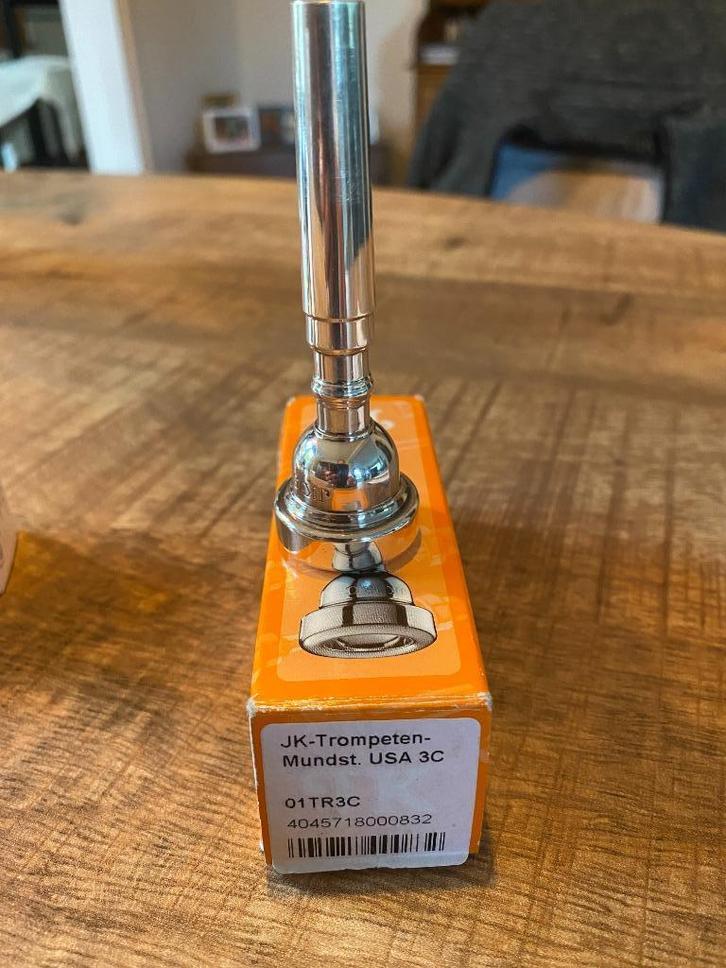 JK-Trompeten-
Mundst. USA 3C
01TR3C
4045718000832